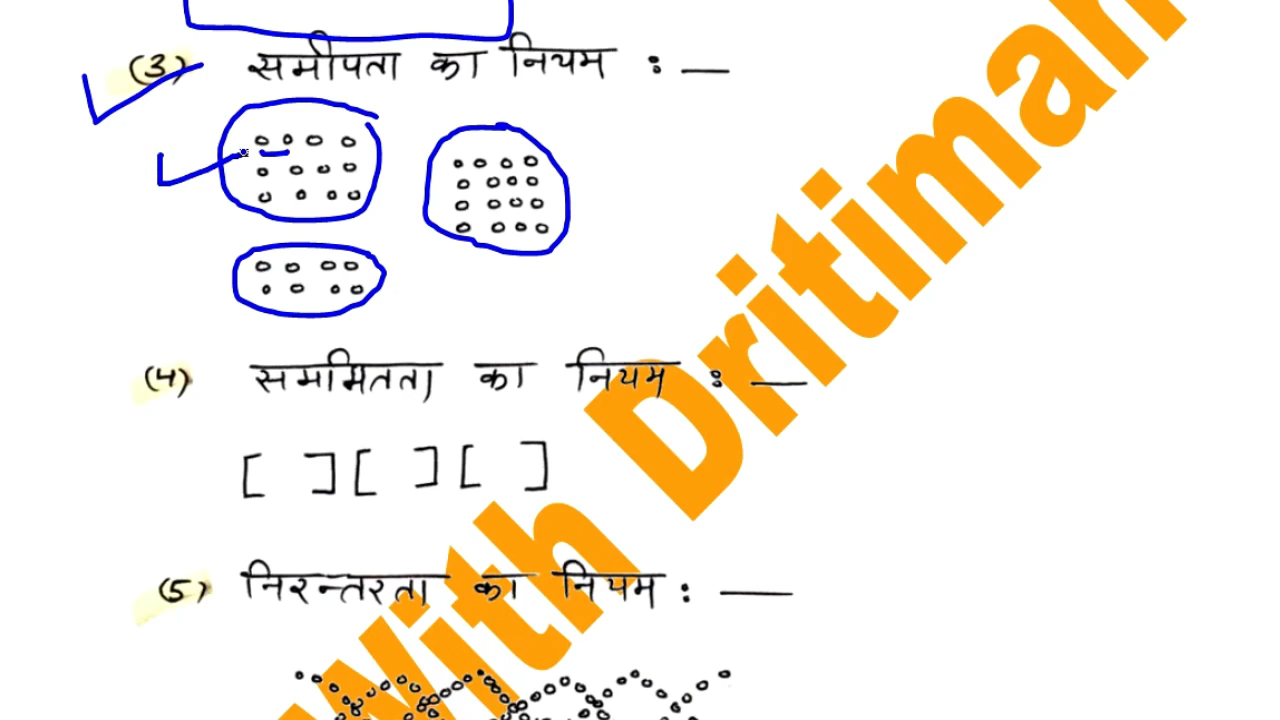 (3) समीपता का नियम : —
(4) सममितता का नियम : —
[ ] [ ] [ ]
(5) निरन्तरता का नियम : —
With Dritiman